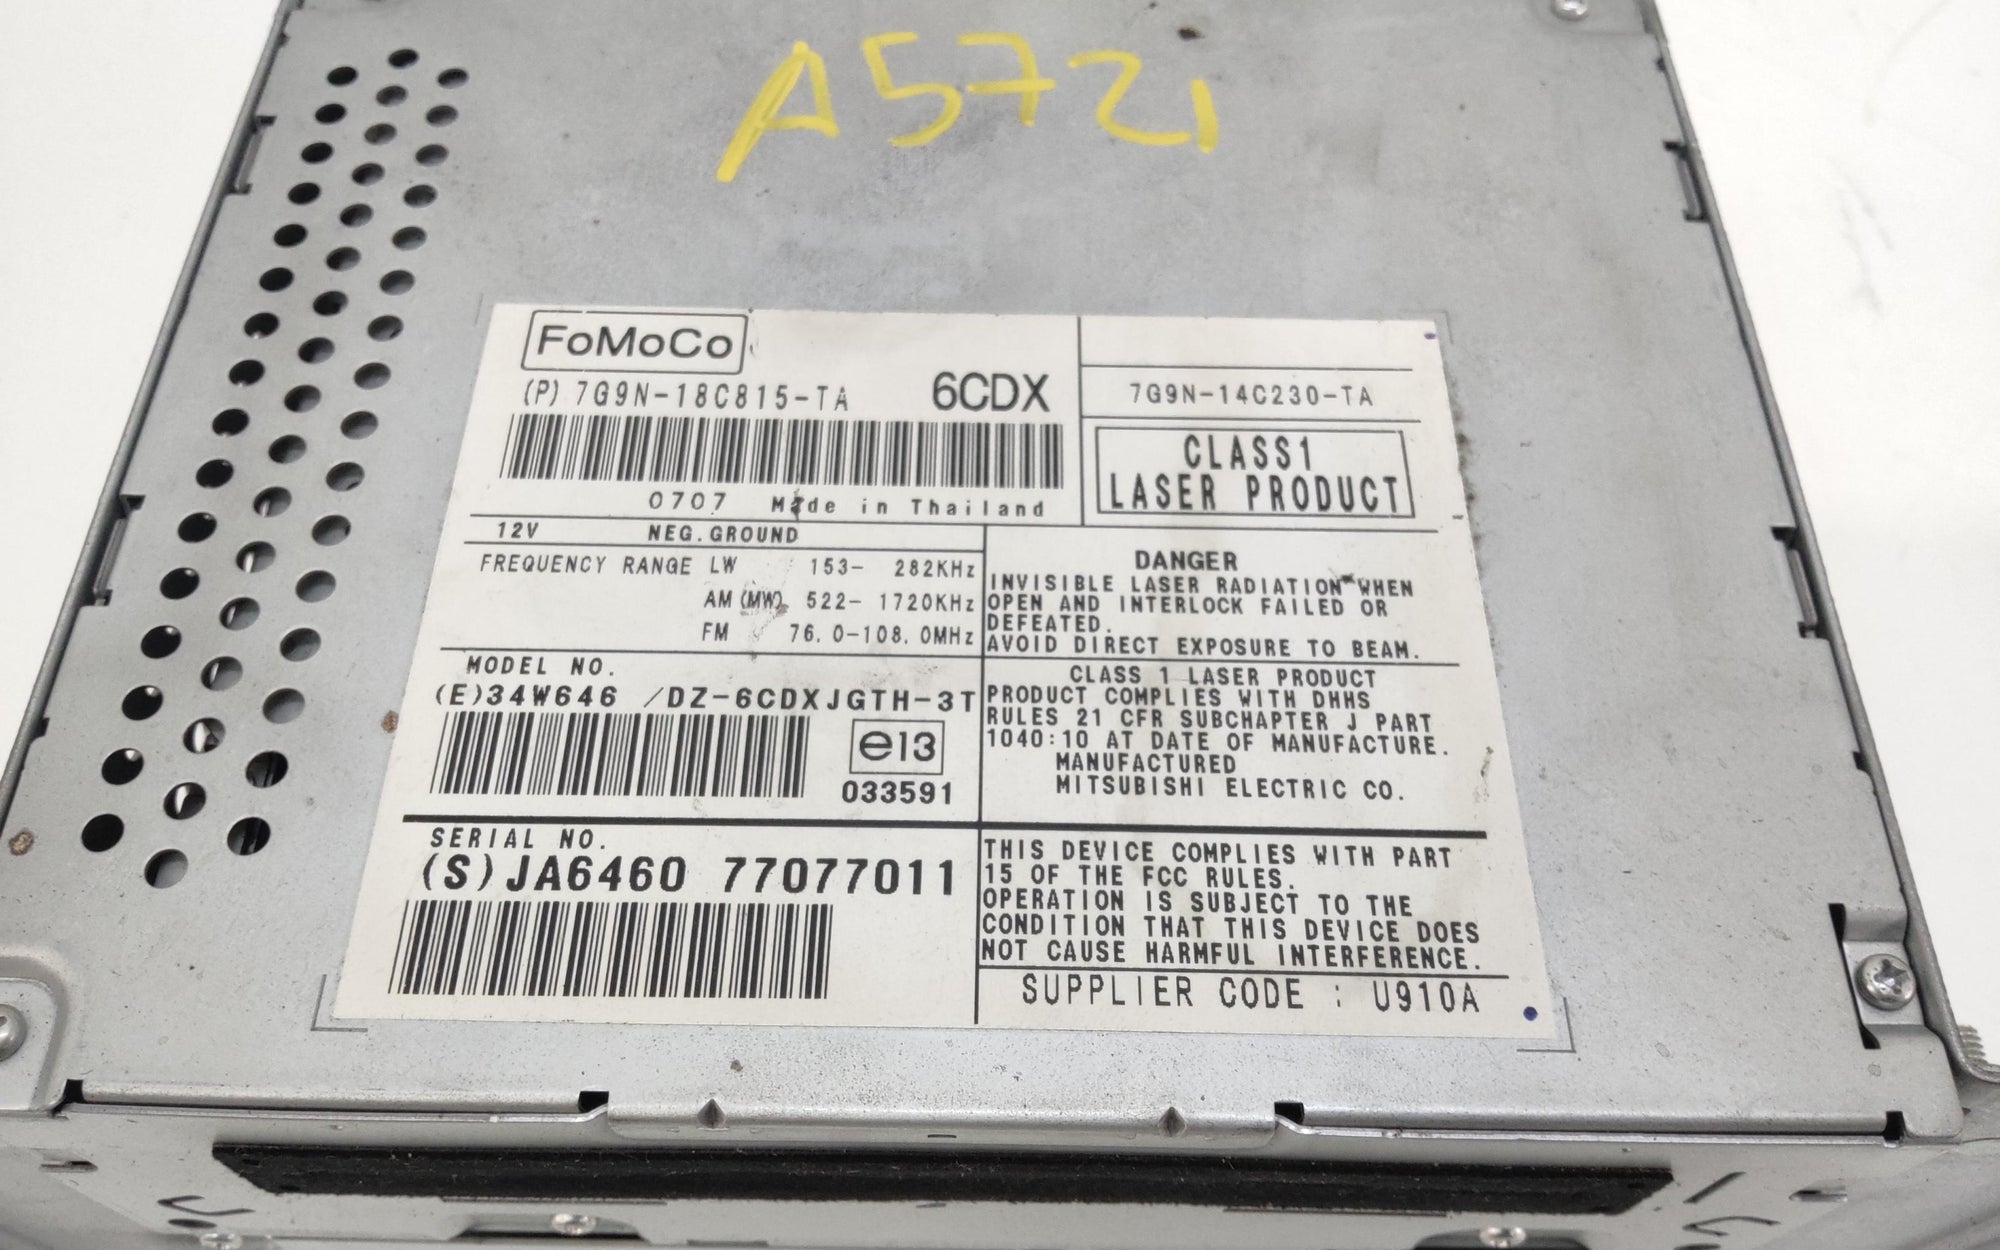 A5721
FoMoCo
(P) 7G9N-18C815-TA 6CDX
7G9N-14C230-TA
CLASS1
LASER PRODUCT
0707 Made in Thailand
12V NEG.GROUND
FREQUENCY RANGE LW 153- 282KHz
AM (MW) 522- 1720KHz
FM 76.0-108.0MHz
DANGER
INVISIBLE LASER RADIATION WHEN
OPEN AND INTERLOCK FAILED OR
DEFEATED.
AVOID DIRECT EXPOSURE TO BEAM.
MODEL NO.
(E)34W646 /DZ-6CDXJGTH-3T
e13
033591
CLASS 1 LASER PRODUCT
PRODUCT COMPLIES WITH DHHS
RULES 21 CFR SUBCHAPTER J PART
1040:10 AT DATE OF MANUFACTURE.
MANUFACTURED
MITSUBISHI ELECTRIC CO.
SERIAL NO.
(S)JA6460 77077011
THIS DEVICE COMPLIES WITH PART
15 OF THE FCC RULES.
OPERATION IS SUBJECT TO THE
CONDITION THAT THIS DEVICE DOES
NOT CAUSE HARMFUL INTERFERENCE.
SUPPLIER CODE : U910A